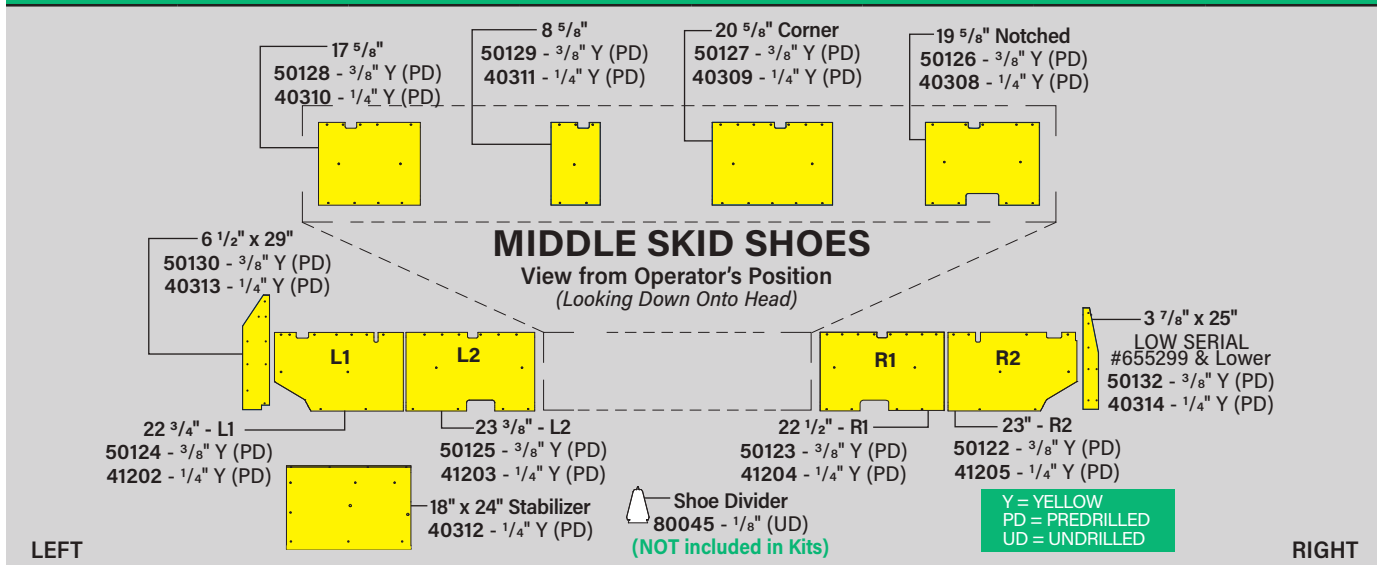 17 5/8"
50128 - 3/8" Y (PD)
40310 - 1/4" Y (PD)
8 5/8"
50129 - 3/8" Y (PD)
40311 - 1/4" Y (PD)
20 5/8" Corner
50127 - 3/8" Y (PD)
40309 - 1/4" Y (PD)
19 5/8" Notched
50126 - 3/8" Y (PD)
40308 - 1/4" Y (PD)
MIDDLE SKID SHOES
View from Operator's Position
(Looking Down Onto Head)
6 1/2" x 29"
50130 - 3/8" Y (PD)
40313 - 1/4" Y (PD)
L1
L2
R1
R2
3 7/8" x 25"
LOW SERIAL
#655299 & Lower
50132 - 3/8" Y (PD)
40314 - 1/4" Y (PD)
22 3/4" - L1
50124 - 3/8" Y (PD)
41202 - 1/4" Y (PD)
23 3/8" - L2
50125 - 3/8" Y (PD)
41203 - 1/4" Y (PD)
22 1/2" - R1
50123 - 3/8" Y (PD)
41204 - 1/4" Y (PD)
23" - R2
50122 - 3/8" Y (PD)
41205 - 1/4" Y (PD)
18" x 24" Stabilizer
40312 - 1/4" Y (PD)
Shoe Divider
80045 - 1/8" (UD)
(NOT included in Kits)
Y = YELLOW
PD = PREDRILLED
UD = UNDRILLED
LEFT
RIGHT